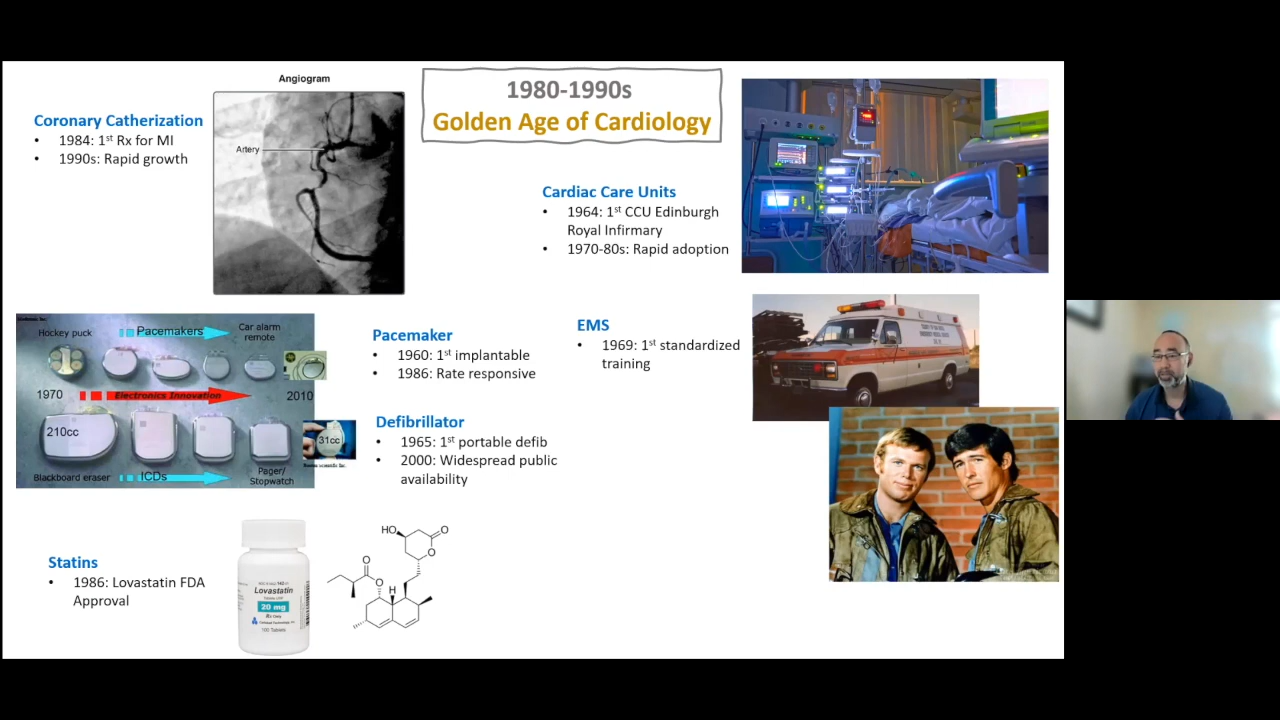 1980-1990s
Golden Age of Cardiology
Coronary Catherization
• 1984: 1st Rx for MI
• 1990s: Rapid growth
Angiogram
Artery
Cardiac Care Units
• 1964: 1st CCU Edinburgh
Royal Infirmary
• 1970-80s: Rapid adoption
Hockey puck
Pacemakers
Car alarm
remote
1970
Electronics Innovation
2010
210cc
31cc
Blackboard eraser
ICDs
Pager/
Stopwatch
Pacemaker
• 1960: 1st implantable
• 1986: Rate responsive
Defibrillator
• 1965: 1st portable defib
• 2000: Widespread public
availability
EMS
• 1969: 1st standardized
training
Statins
• 1986: Lovastatin FDA
Approval
Lovastatin
20 mg
100 Tablets
HO
O
O
O
O
H